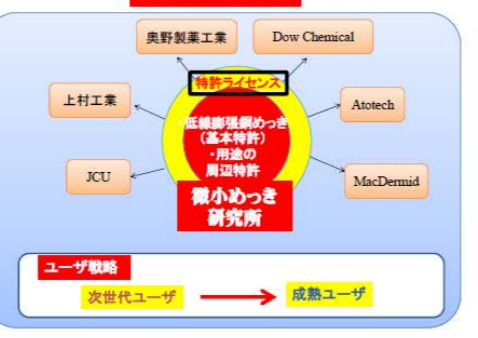 奥野製薬工業
Dow Chemical
特許ライセンス
上村工業
Atotech
・低線膨張銅めっき
(基本特許)
・用途の
周辺特許
JCU
MacDermid
微小めっき
研究所
ユーザ戦略
次世代ユーザ
成熟ユーザ